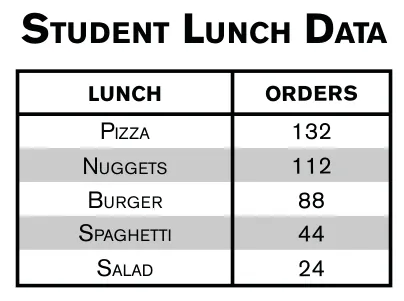 Student Lunch Data
LUNCH ORDERS
Pizza 132
Nuggets 112
Burger 88
Spaghetti 44
Salad 24